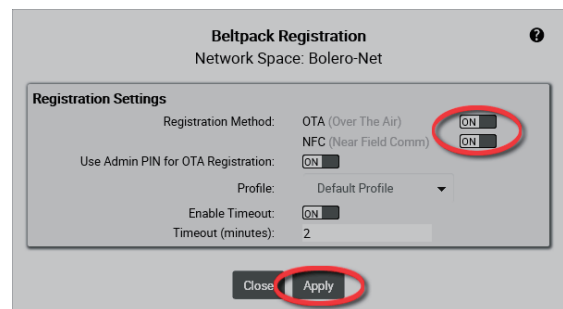 Beltpack Registration
Network Space: Bolero-Net
Registration Settings
Registration Method: OTA (Over The Air) ON
NFC (Near Field Comm) ON
Use Admin PIN for OTA Registration: ON
Profile: Default Profile
Enable Timeout: ON
Timeout (minutes): 2
Close Apply